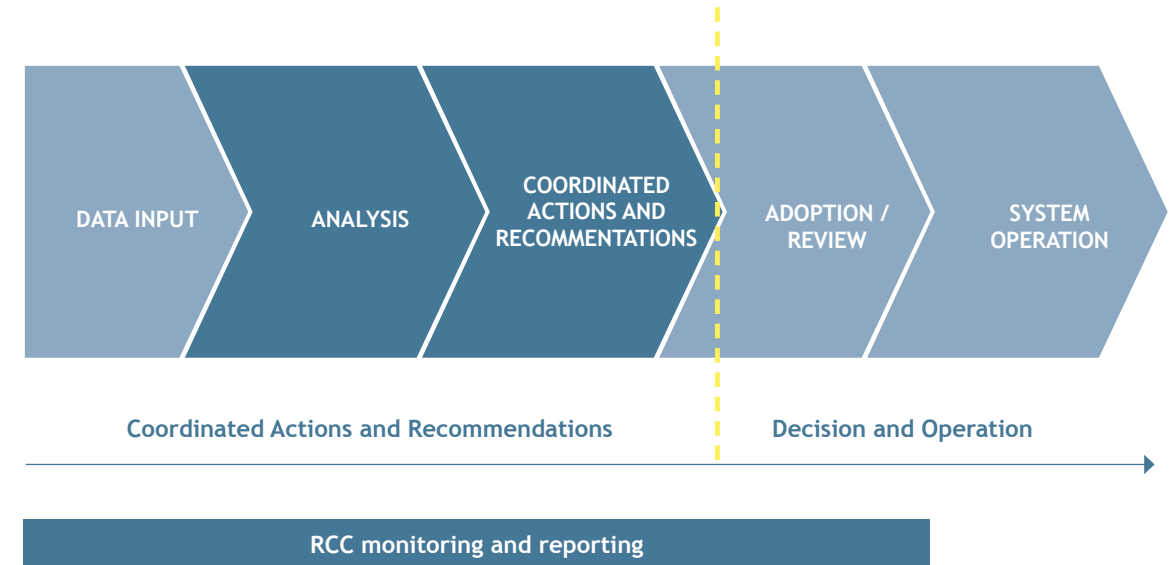 DATA INPUT
ANALYSIS
COORDINATED
ACTIONS AND
RECOMMENTATIONS
ADOPTION /
REVIEW
SYSTEM
OPERATION
Coordinated Actions and Recommendations
Decision and Operation
RCC monitoring and reporting